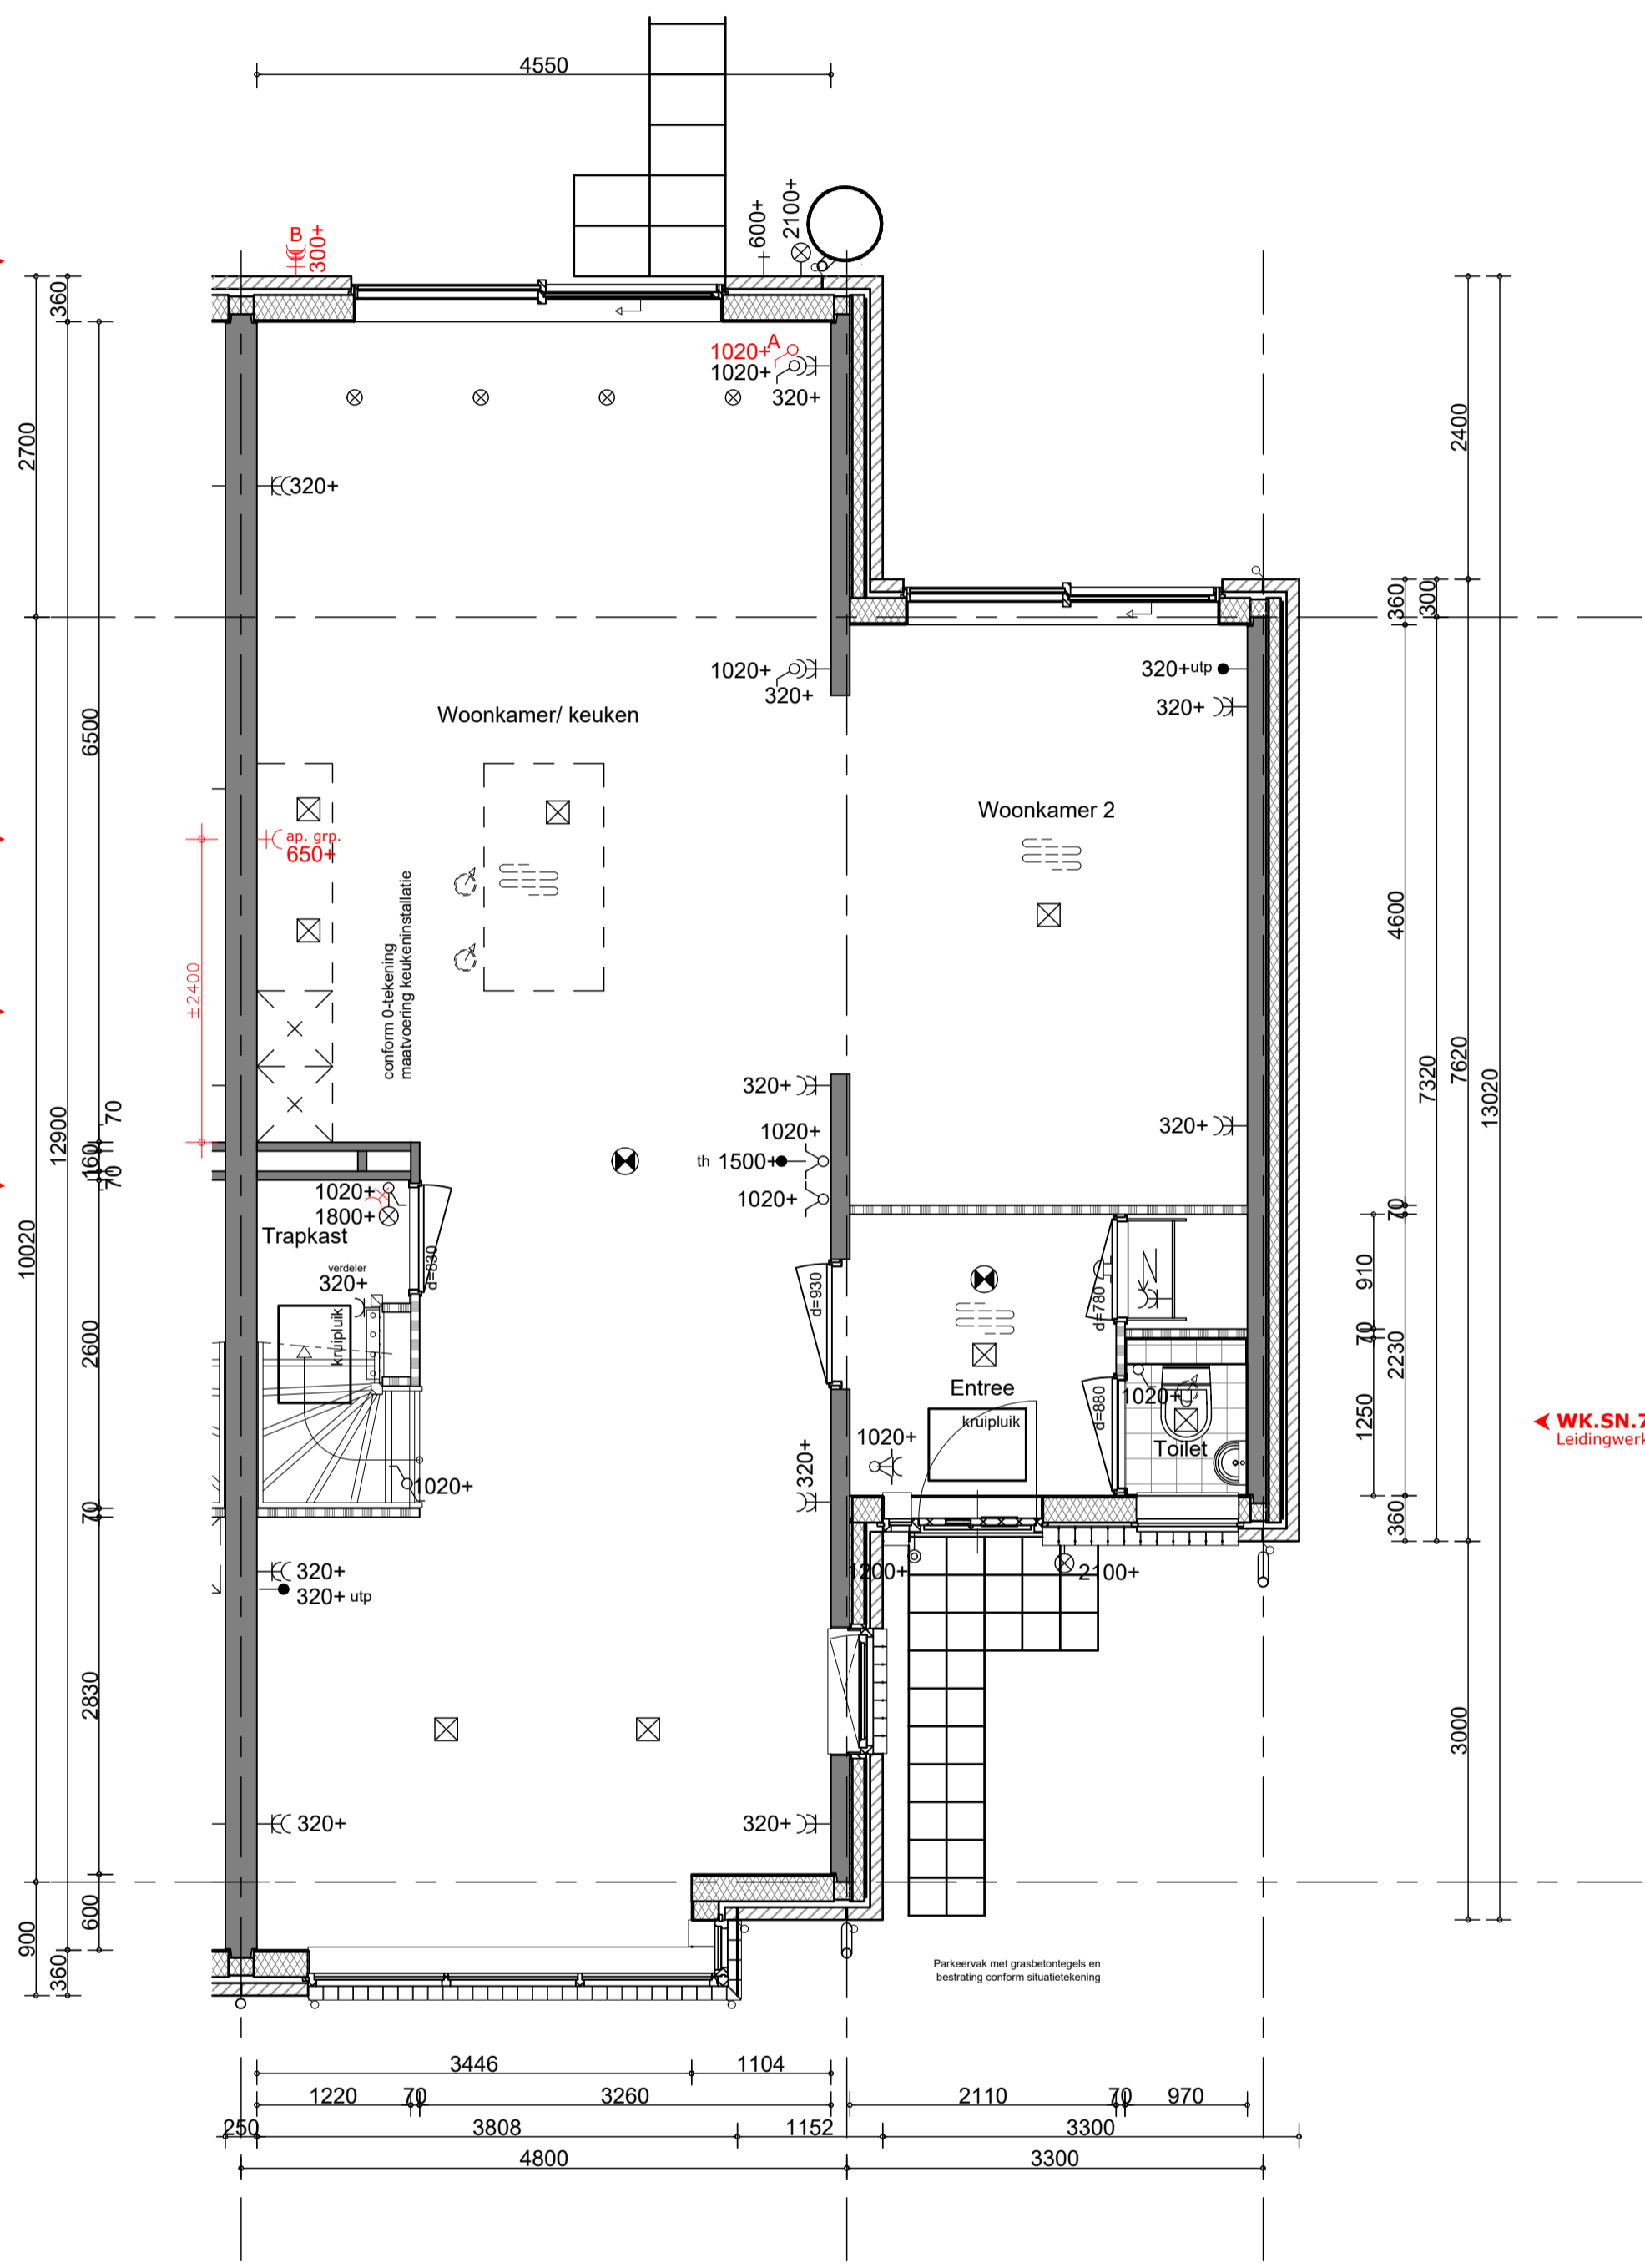 4550
B
300+
600+
2100+
360
2700
1020+ A
1020+
320+
320+
2400
360
300
6500
1020+
320+
320+ utp
320+
Woonkamer/ keuken
Woonkamer 2
ap. grp.
650+
±2400
conform 0-tekening
maatvoering keukeninstallatie
4600
7320
7620
13020
12900
10020
70
160
70
320+
1020+
th 1500+
1020+
320+
1020+
1800+
Trapkast
d=830
verdeler
320+
kruipluik
2600
d=930
d=780
70
910
70
2230
1250
Entree
kruipluik
d=880
1020+
Toilet
1020+
320+
1020+
WK.SN.7
Leidingwerk
70
360
320+
320+ utp
1200+
2100+
2830
3000
320+
320+
600
900
360
Parkeervak met grasbetontegels en
bestrating conform situatietekening
3446
1104
1220
70
3260
2110
70
970
250
3808
1152
3300
4800
3300